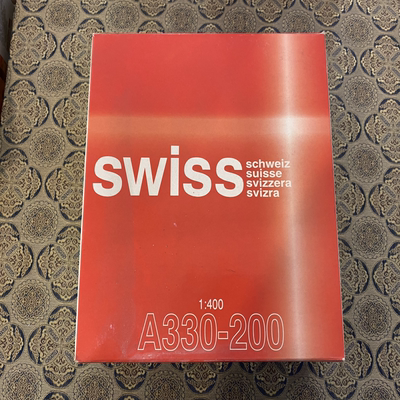 swiss
schweiz
suisse
svizzera
svizra
1:400
A330-200